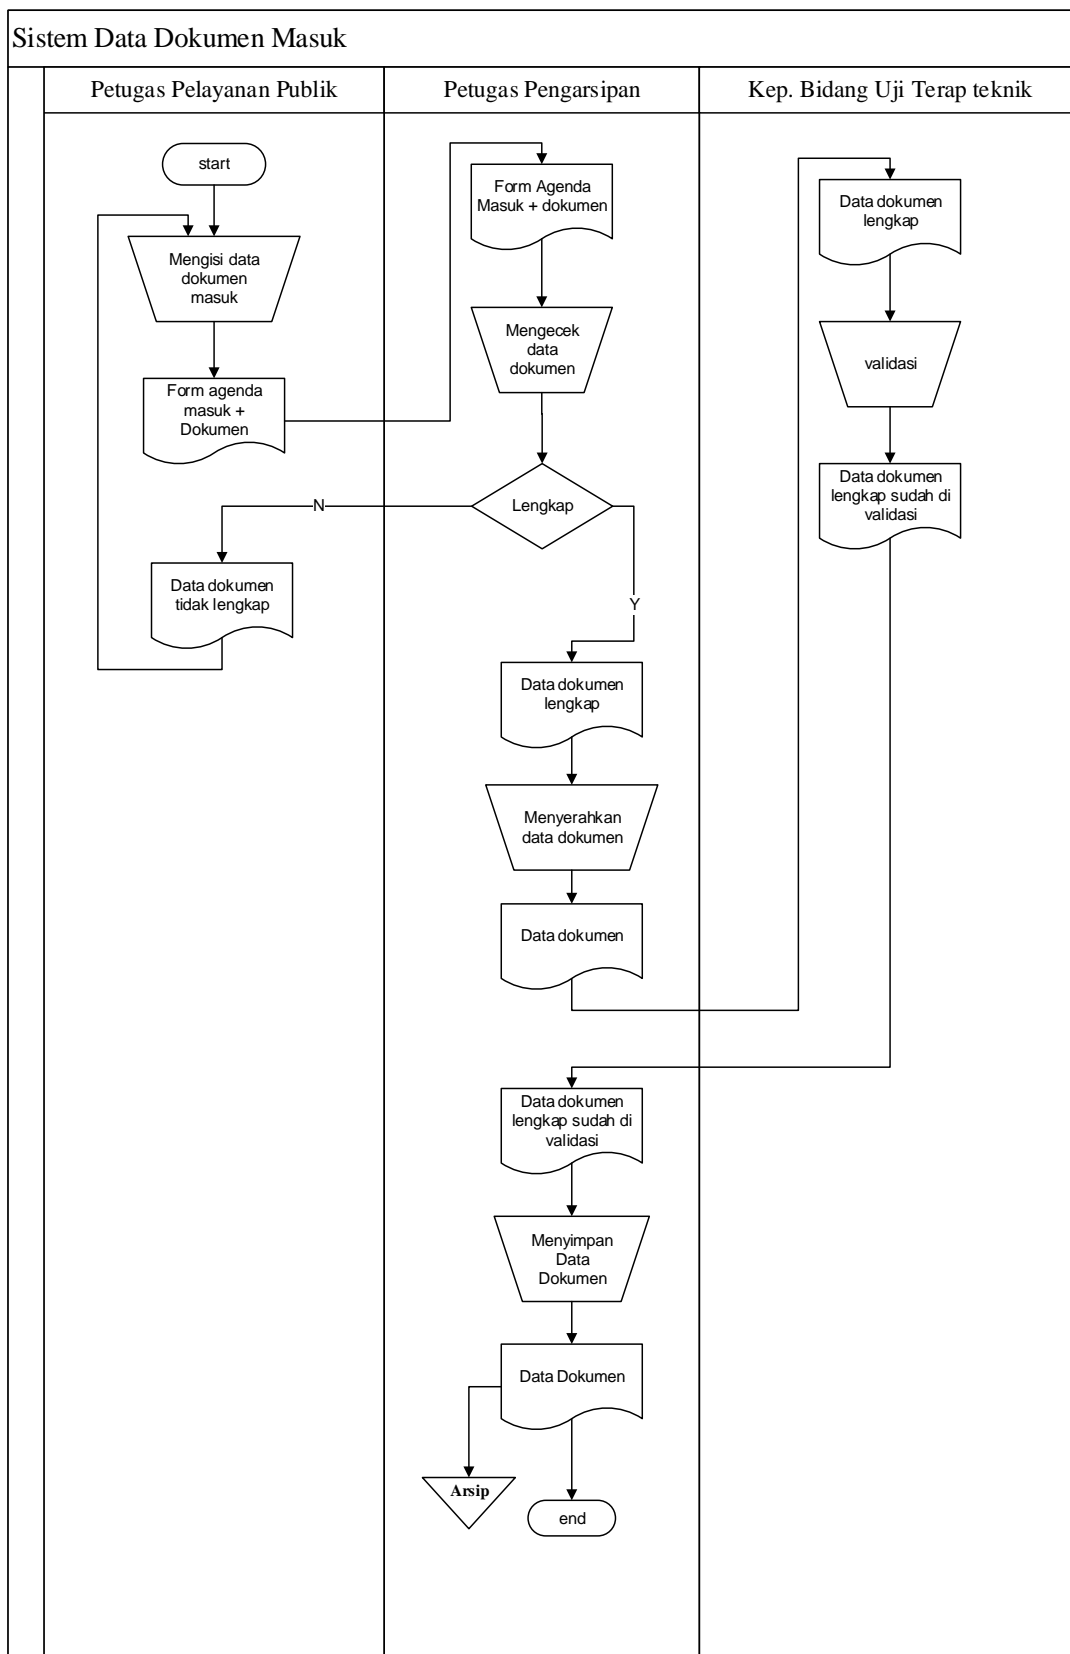 Sistem Data Dokumen Masuk
Petugas Pelayanan Publik
Petugas Pengarsipan
Kep. Bidang Uji Terap teknik
start
Mengisi data
dokumen
masuk
Form agenda
masuk +
Dokumen
N
Data dokumen
tidak lengkap
Form Agenda
Masuk + dokumen
Mengecek
data
dokumen
Lengkap
Y
Data dokumen
lengkap
Menyerahkan
data dokumen
Data dokumen
Data dokumen
lengkap
validasi
Data dokumen
lengkap sudah di
validasi
Data dokumen
lengkap sudah di
validasi
Menyimpan
Data
Dokumen
Data Dokumen
Arsip
end